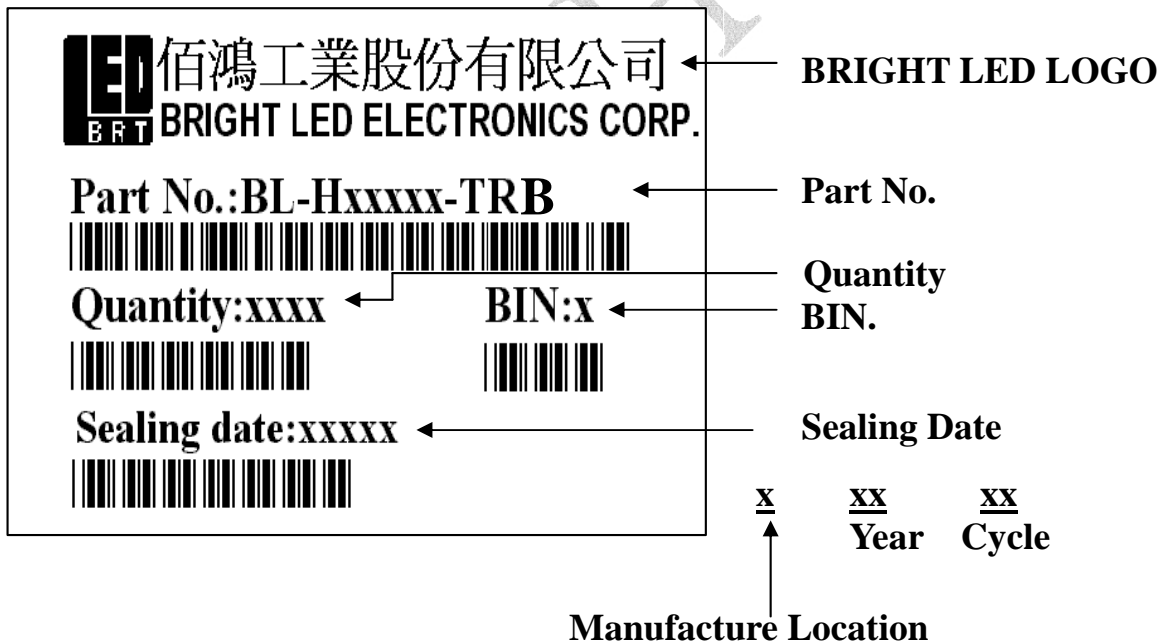 佰鴻工業股份有限公司
BRT BRIGHT LED ELECTRONICS CORP.
BRIGHT LED LOGO
Part No.:BL-Hxxxxx-TRB
Part No.
Quantity:xxxx
BIN:x
Quantity
BIN.
Sealing date:xxxxx
Sealing Date
x xx xx
Year Cycle
Manufacture Location